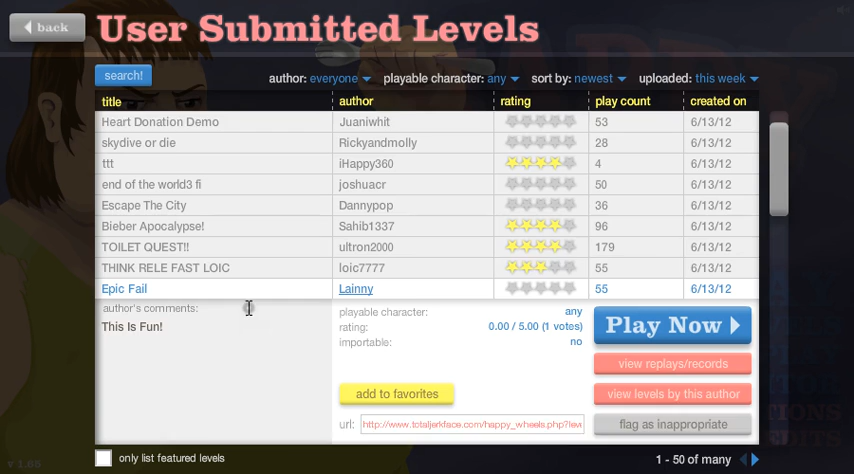 back
User Submitted Levels
search!
author: everyone playable character: any sort by: newest uploaded: this week
title author rating play count created on
Heart Donation Demo Juaniwhit 53 6/13/12
skydive or die Rickyandmolly 28 6/13/12
ttt iHappy360 4 6/13/12
end of the world3 fi joshuacr 50 6/13/12
Escape The City Dannypop 36 6/13/12
Bieber Apocalypse! Sahib1337 96 6/13/12
TOILET QUEST!! ultron2000 179 6/13/12
THINK RELE FAST LOIC loic7777 55 6/13/12
Epic Fail Lainny 55 6/13/12
author's comments:
This Is Fun!
playable character: any
rating: 0.00 / 5.00 (1 votes)
importable: no
add to favorites
url: http://www.totaljerkface.com/happy_wheels.php?leve
Play Now
view replays/records
view levels by this author
flag as inappropriate
only list featured levels
1 - 50 of many
v 1.65